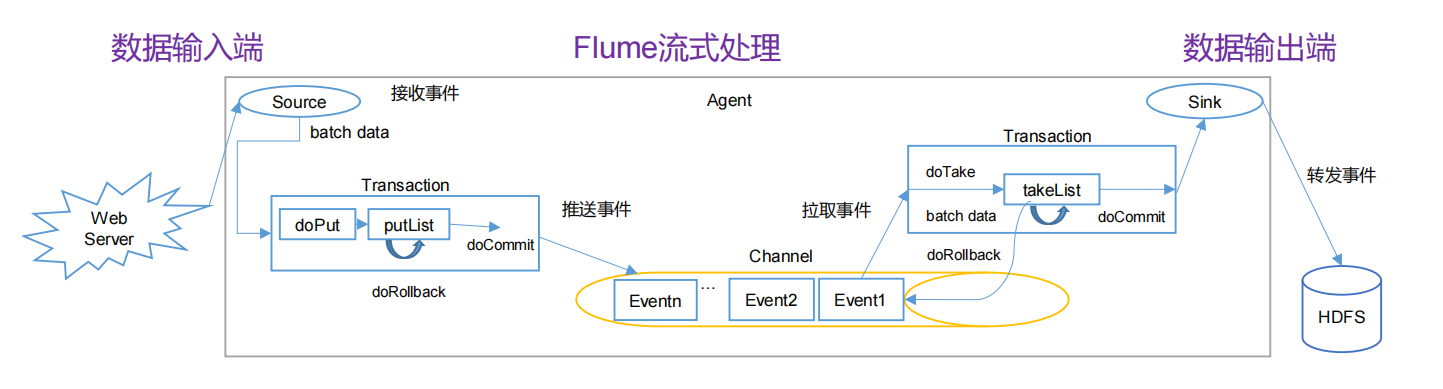 数据输入端
Flume流式处理
数据输出端
Source
接收事件
Agent
Sink
batch data
Transaction
Transaction
doTake
takeList
转发事件
Web
Server
doPut
putList
doCommit
推送事件
拉取事件
batch data
doCommit
doRollback
Channel
doRollback
Eventn
...
Event2
Event1
HDFS